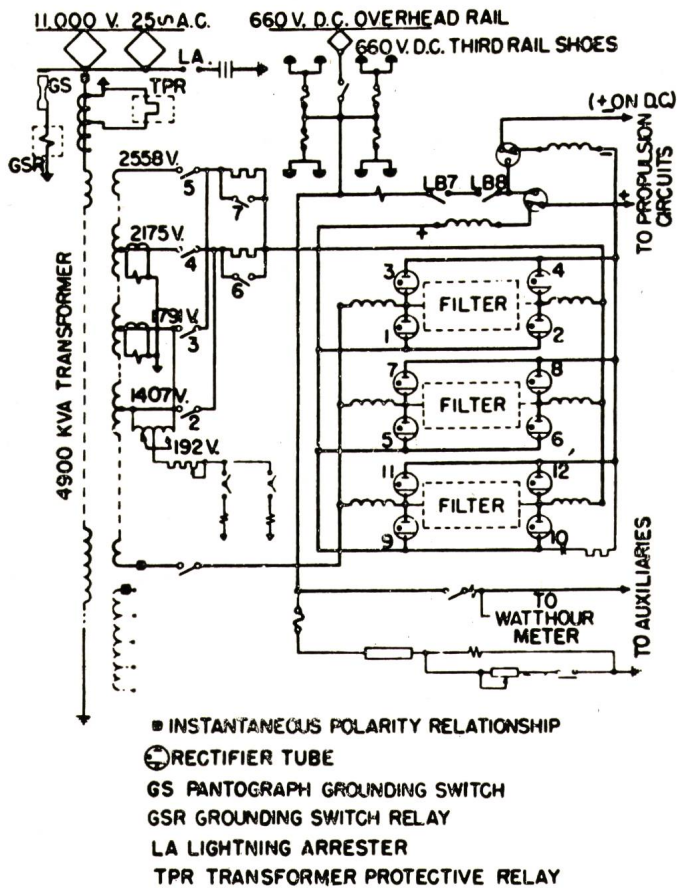 11,000 V. 25∿ A.C.
660 V. D.C. OVERHEAD RAIL
660 V. D.C. THIRD RAIL SHOES
LA.
GS
TPR
GSR
(± ON D.C.)
2558 V.
5
7
LB7
LB8
TO PROPULSION
CIRCUITS
−
+
+
2175 V.
4
6
3
4
FILTER
1
2
1791 V.
3
4900 KVA TRANSFORMER
7
8
FILTER
5
6
1407 V.
2
192 V.
11
12
FILTER
9
10
TO
WATTHOUR
METER
TO AUXILIARIES
INSTANTANEOUS POLARITY RELATIONSHIP
RECTIFIER TUBE
GS PANTOGRAPH GROUNDING SWITCH
GSR GROUNDING SWITCH RELAY
LA LIGHTNING ARRESTER
TPR TRANSFORMER PROTECTIVE RELAY